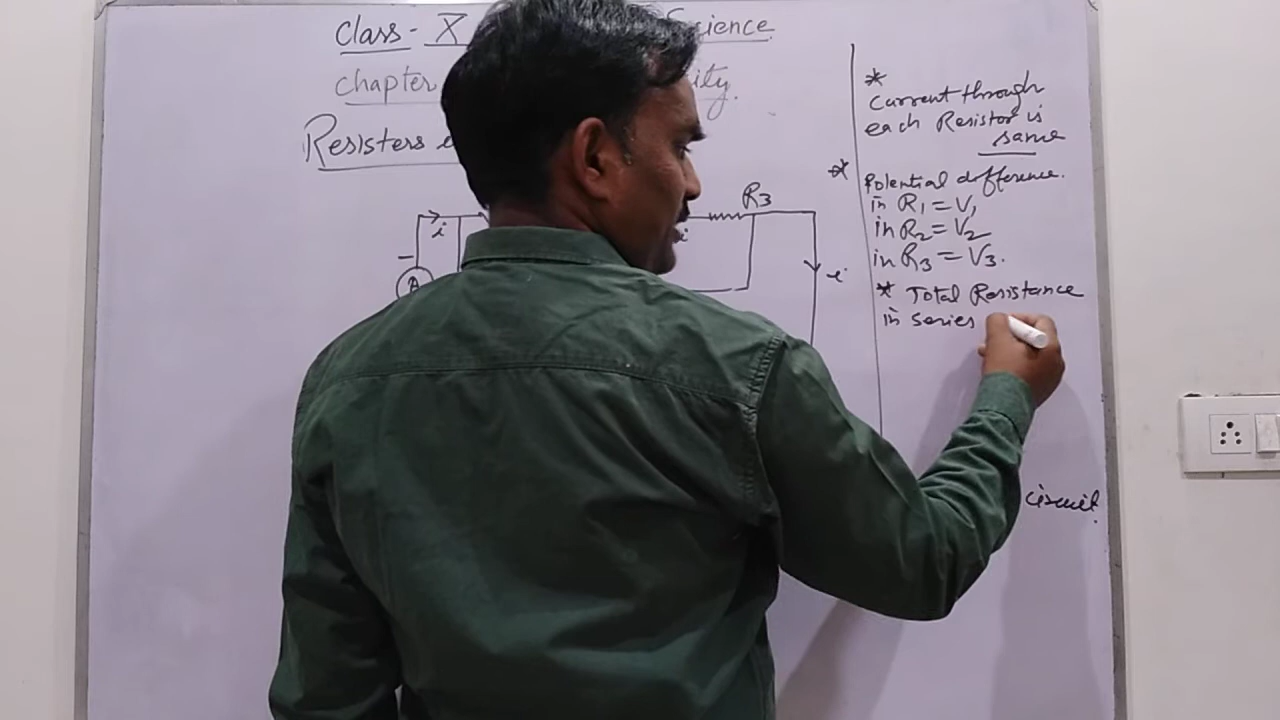 Class - X Science
Chapter ity.
Resisters
R3
i
i
i
A
*
Current through
each Resistor is
same
* Potential difference.
in R1 = V1
in R2 = V2
in R3 = V3.
* Total Resistance
in series
circuit.